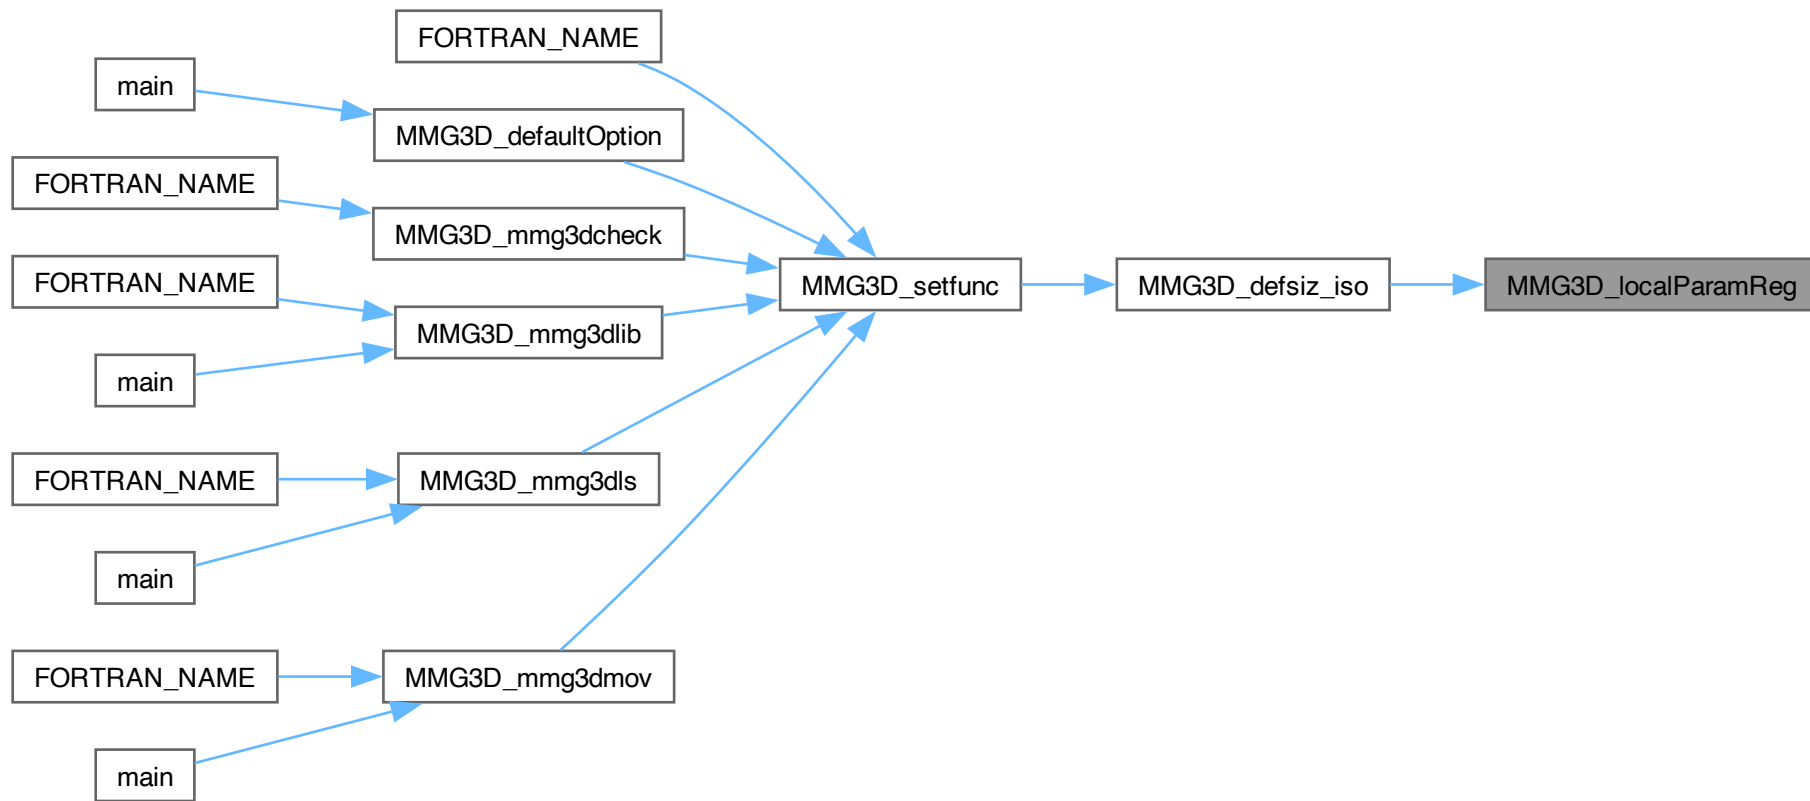 FORTRAN_NAME
main
MMG3D_defaultOption
FORTRAN_NAME
MMG3D_mmg3dcheck
FORTRAN_NAME
MMG3D_setfunc
MMG3D_defsiz_iso
MMG3D_localParamReg
MMG3D_mmg3dlib
main
FORTRAN_NAME
MMG3D_mmg3dls
main
FORTRAN_NAME
MMG3D_mmg3dmov
main